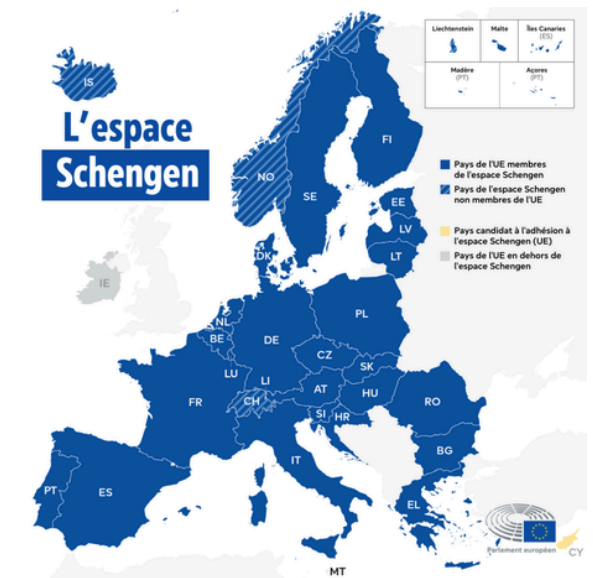 L'espace
Schengen
Liechtenstein
Malte
Îles Canaries
(ES)
Madère
(PT)
Açores
(PT)
Pays de l'UE membres
de l'espace Schengen
Pays de l'espace Schengen
non membres de l'UE
Pays candidat à l'adhésion à
l'espace Schengen (UE)
Pays de l'UE en dehors de
l'espace Schengen
IS
NO
SE
FI
EE
LV
LT
DK
IE
NL
BE
LU
DE
PL
CZ
SK
LI
CH
AT
HU
FR
SI
HR
RO
IT
BG
PT
ES
EL
MT
CY
Parlement européen